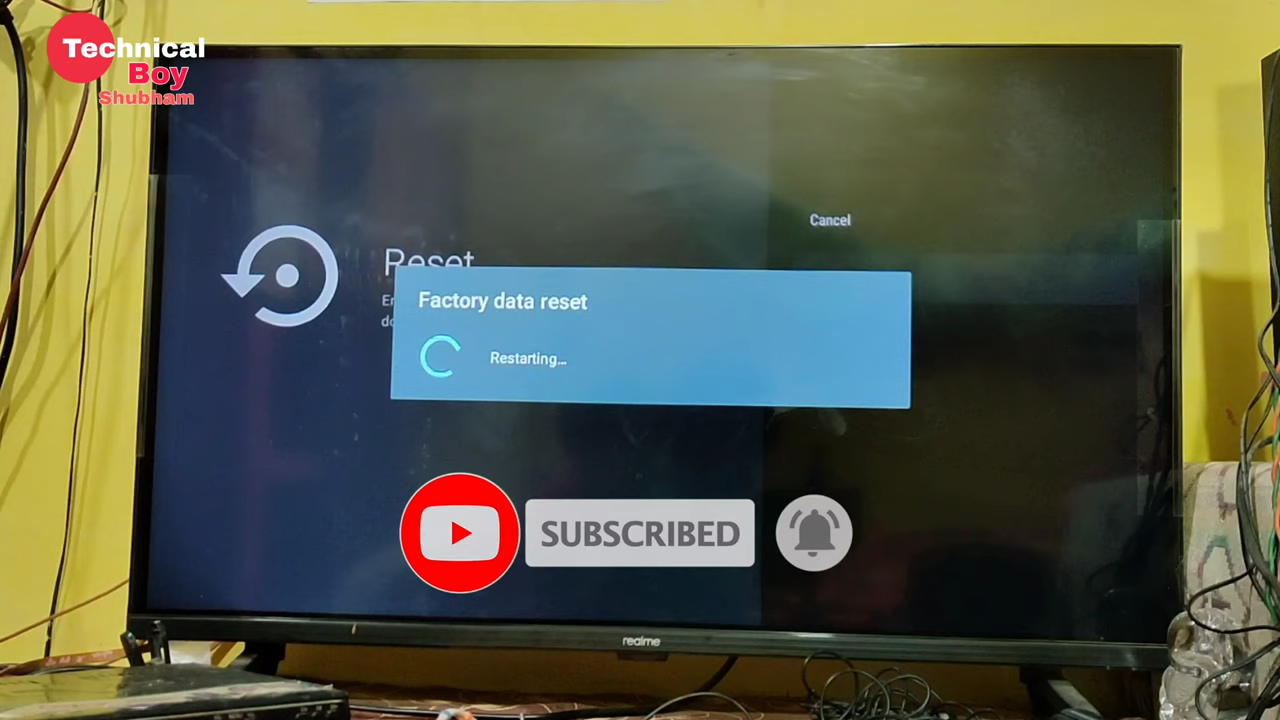 Technical
Boy
Shubham
Cancel
Reset
Factory data reset
Restarting...
SUBSCRIBED
realme